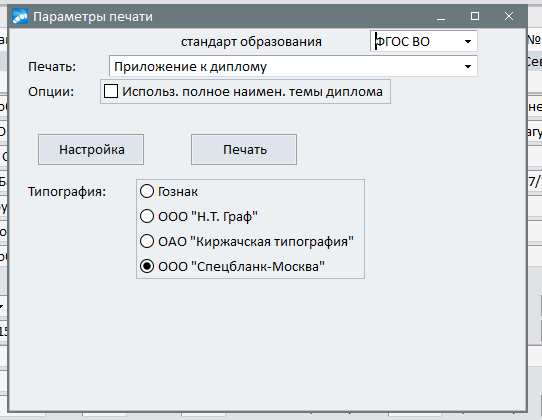 Параметры печати
стандарт образования ФГОС ВО
Печать: Приложение к диплому
Опции: Использ. полное наимен. темы диплома
Настройка Печать
Типография: Гознак
ООО "Н.Т. Граф"
ОАО "Киржачская типография"
ООО "Спецбланк-Москва"